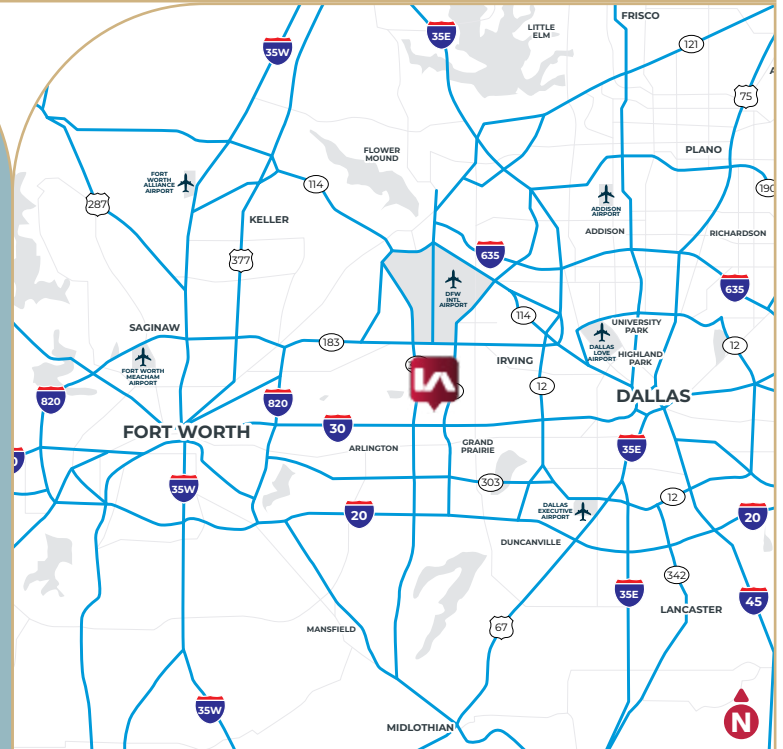 FRISCO
LITTLE
ELM
35E
35W
121
75
PLANO
FLOWER
MOUND
FORT
WORTH
ALLIANCE
AIRPORT
114
190
287
ADDISON
AIRPORT
KELLER
ADDISON
RICHARDSON
377
635
635
DFW
INTL
AIRPORT
114
SAGINAW
UNIVERSITY
PARK
183
DALLAS
LOVE
AIRPORT
HIGHLAND
PARK
12
IRVING
FORT WORTH
MEACHAM
AIRPORT
12
820
820
DALLAS
30
FORT WORTH
ARLINGTON
GRAND
PRAIRIE
35E
35W
303
12
20
DALLAS
EXECUTIVE
AIRPORT
20
DUNCANVILLE
342
35E
45
LANCASTER
67
MANSFIELD
35W
MIDLOTHIAN
N